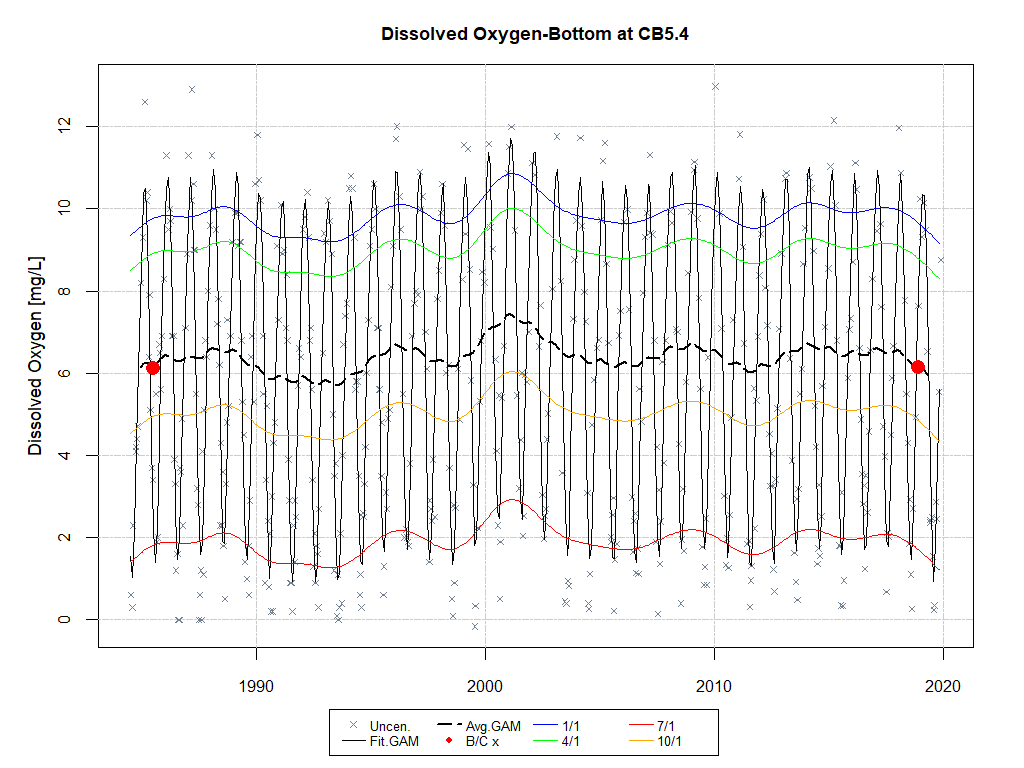 Dissolved Oxygen-Bottom at CB5.4
Dissolved Oxygen [mg/L]
12
10
8
6
4
2
0
1990 2000 2010 2020
Uncen. Avg.GAM 1/1 7/1
Fit.GAM B/C x 4/1 10/1